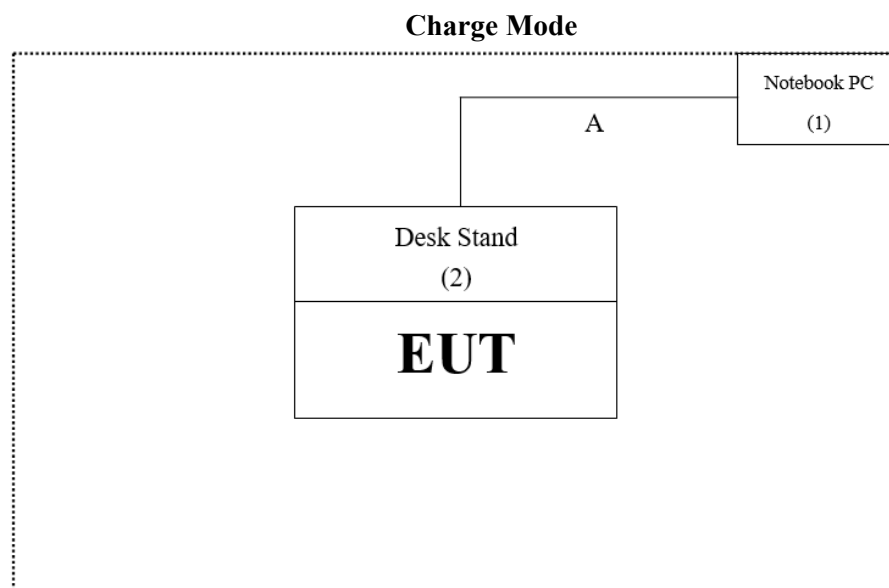 Charge Mode
Notebook PC
(1)
A
Desk Stand
(2)
EUT